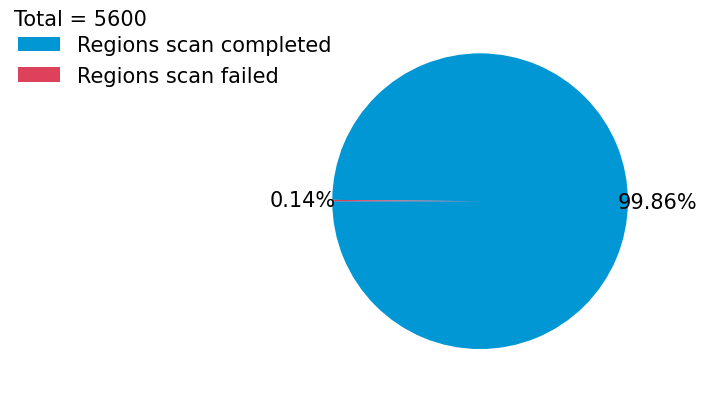 Total = 5600
Regions scan completed
Regions scan failed
0.14%
99.86%